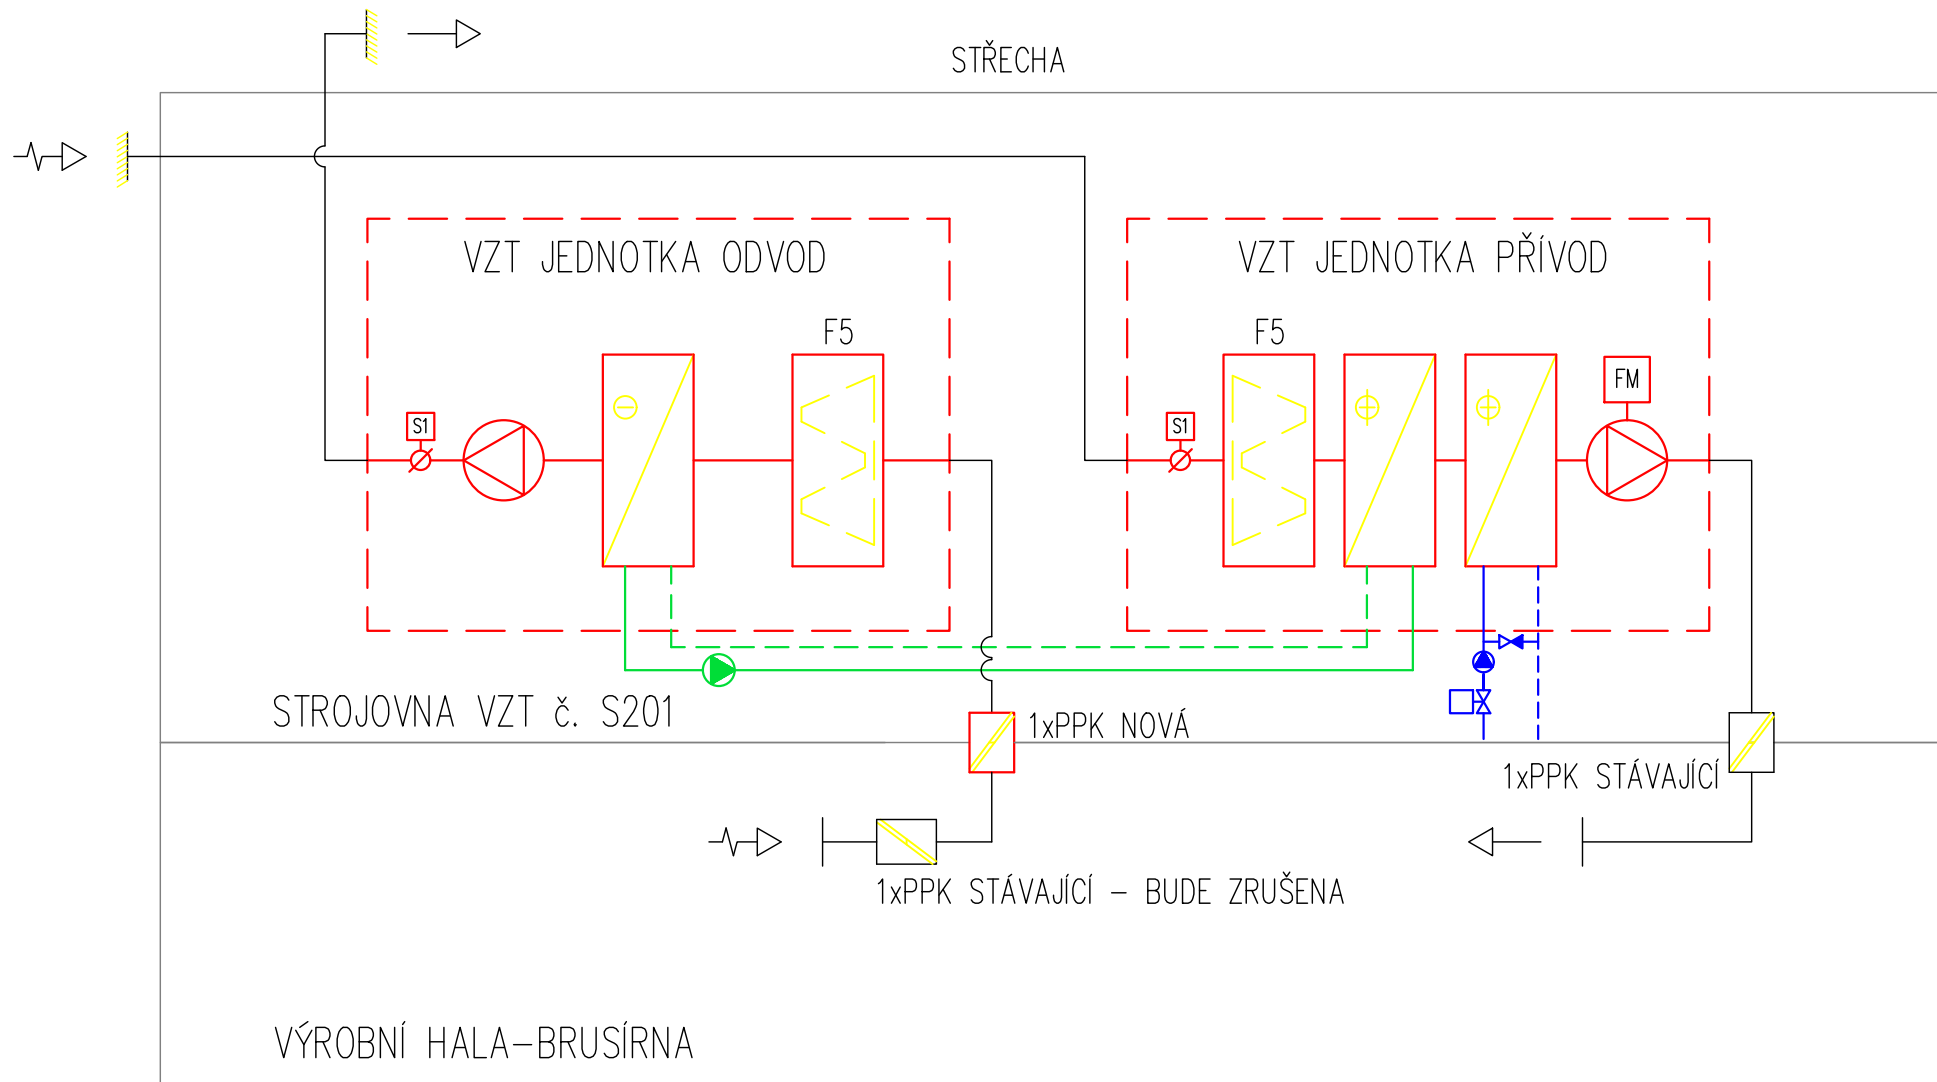 STŘECHA
VZT JEDNOTKA ODVOD
VZT JEDNOTKA PŘÍVOD
F5
F5
FM
S1
S1
STROJOVNA VZT č. S201
1xPPK NOVÁ
1xPPK STÁVAJÍCÍ
1xPPK STÁVAJÍCÍ – BUDE ZRUŠENA
VÝROBNÍ HALA–BRUSÍRNA